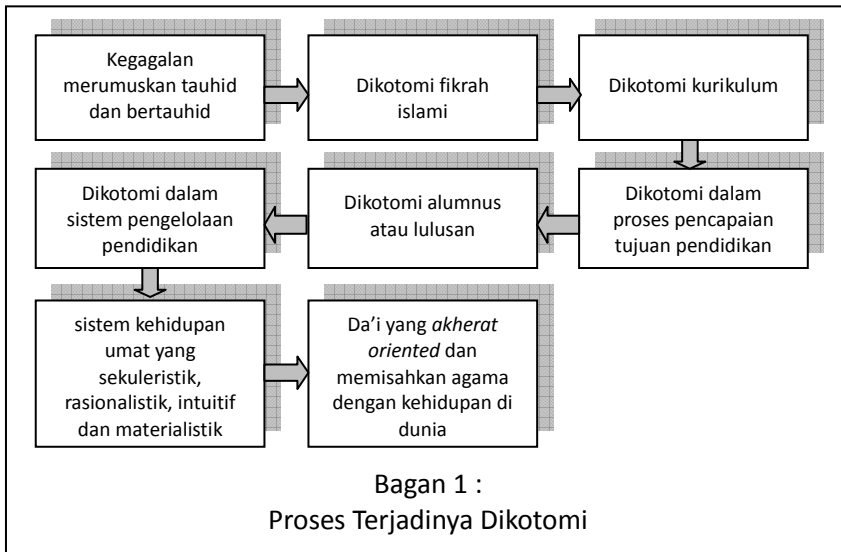 Kegagalan
merumuskan tauhid
dan bertauhid
Dikotomi fikrah
islami
Dikotomi kurikulum
Dikotomi dalam
proses pencapaian
tujuan pendidikan
Dikotomi alumnus
atau lulusan
Dikotomi dalam
sistem pengelolaan
pendidikan
sistem kehidupan
umat yang
sekuleristik,
rasionalistik, intuitif
dan materialistik
Da’i yang akherat
oriented dan
memisahkan agama
dengan kehidupan di
dunia
Bagan 1 :
Proses Terjadinya Dikotomi